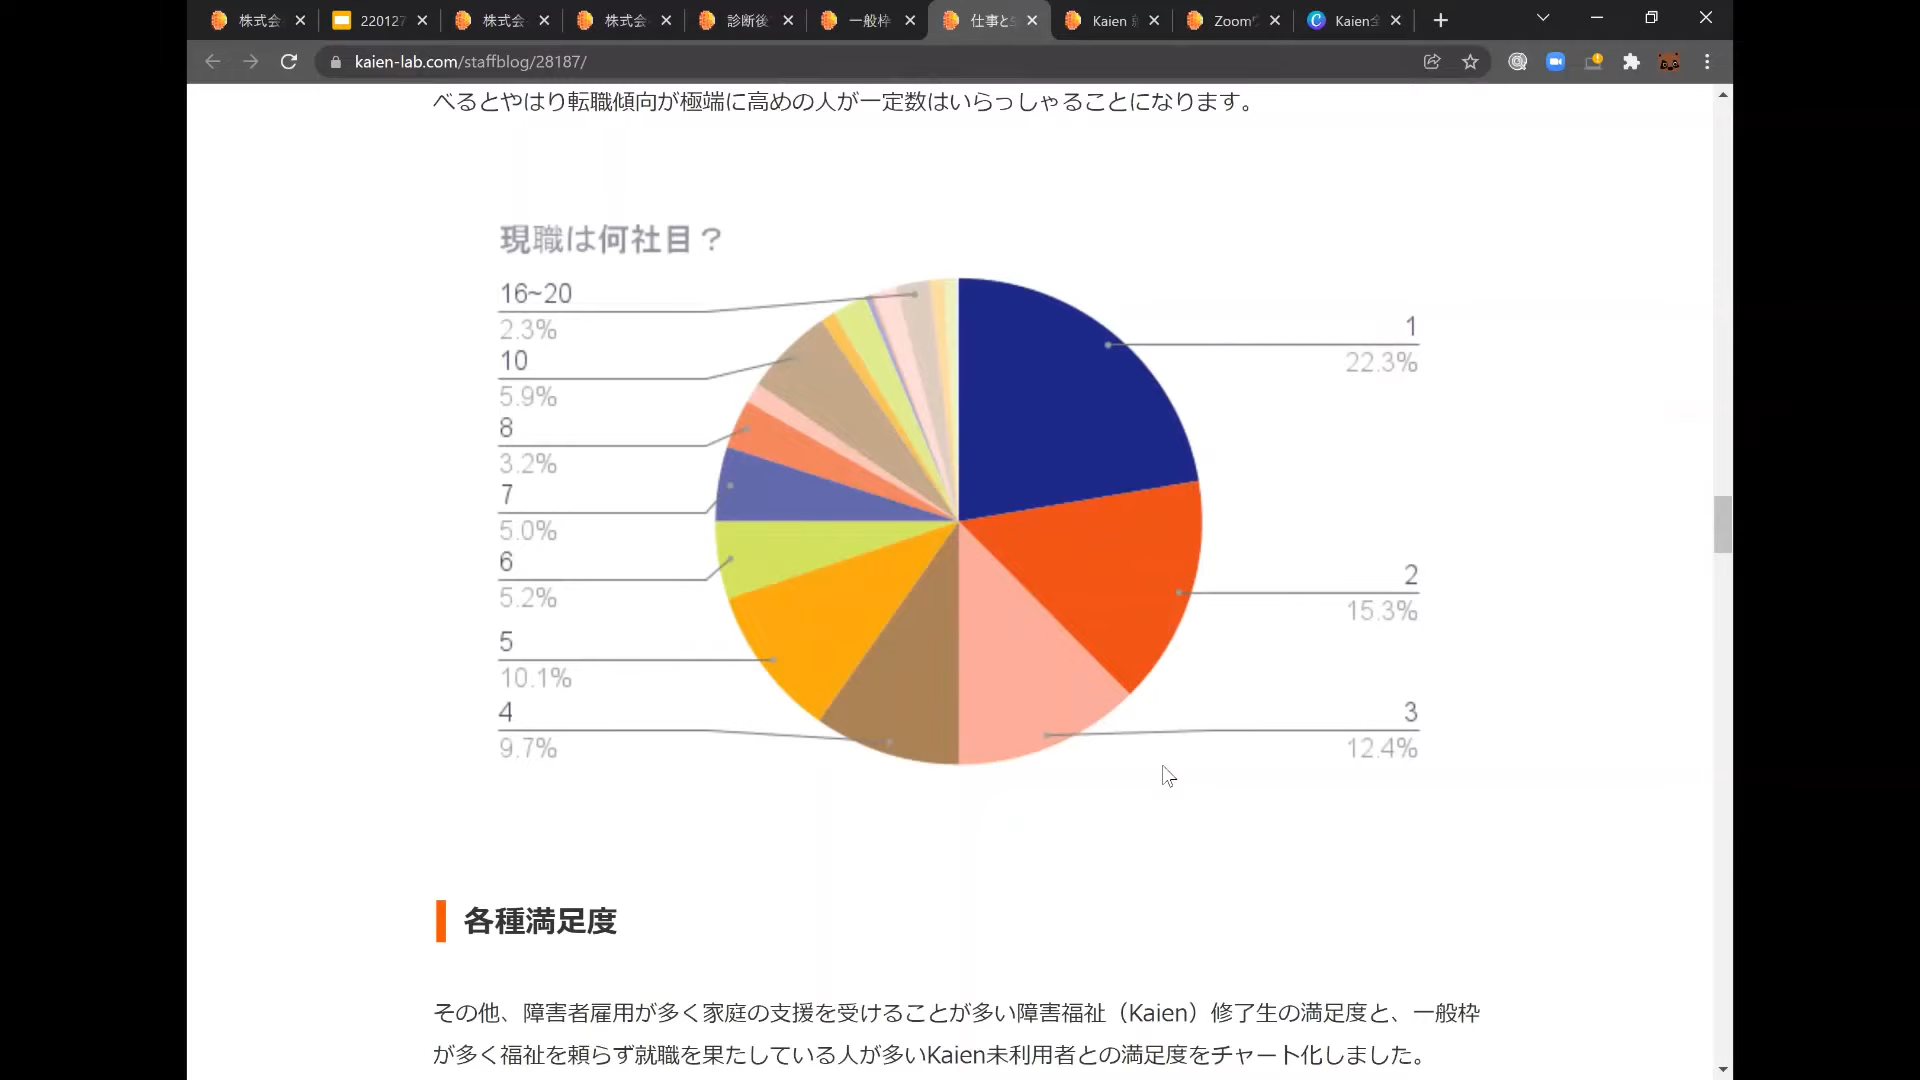 株式会
220127
株式会
株式会
診断後
一般枠
仕事と
Kaien
Zoom
Kaien
kaien-lab.com/staffblog/28187/
べるとやはり転職傾向が極端に高めの人が一定数はいらっしゃることになります。
現職は何社目？
16~20
2.3%
10
5.9%
8
3.2%
7
5.0%
6
5.2%
5
10.1%
4
9.7%
1
22.3%
2
15.3%
3
12.4%
各種満足度
その他、障害者雇用が多く家庭の支援を受けることが多い障害福祉（Kaien）修了生の満足度と、一般枠
が多く福祉を頼らず就職を果たしている人が多いKaien未利用者との満足度をチャート化しました。